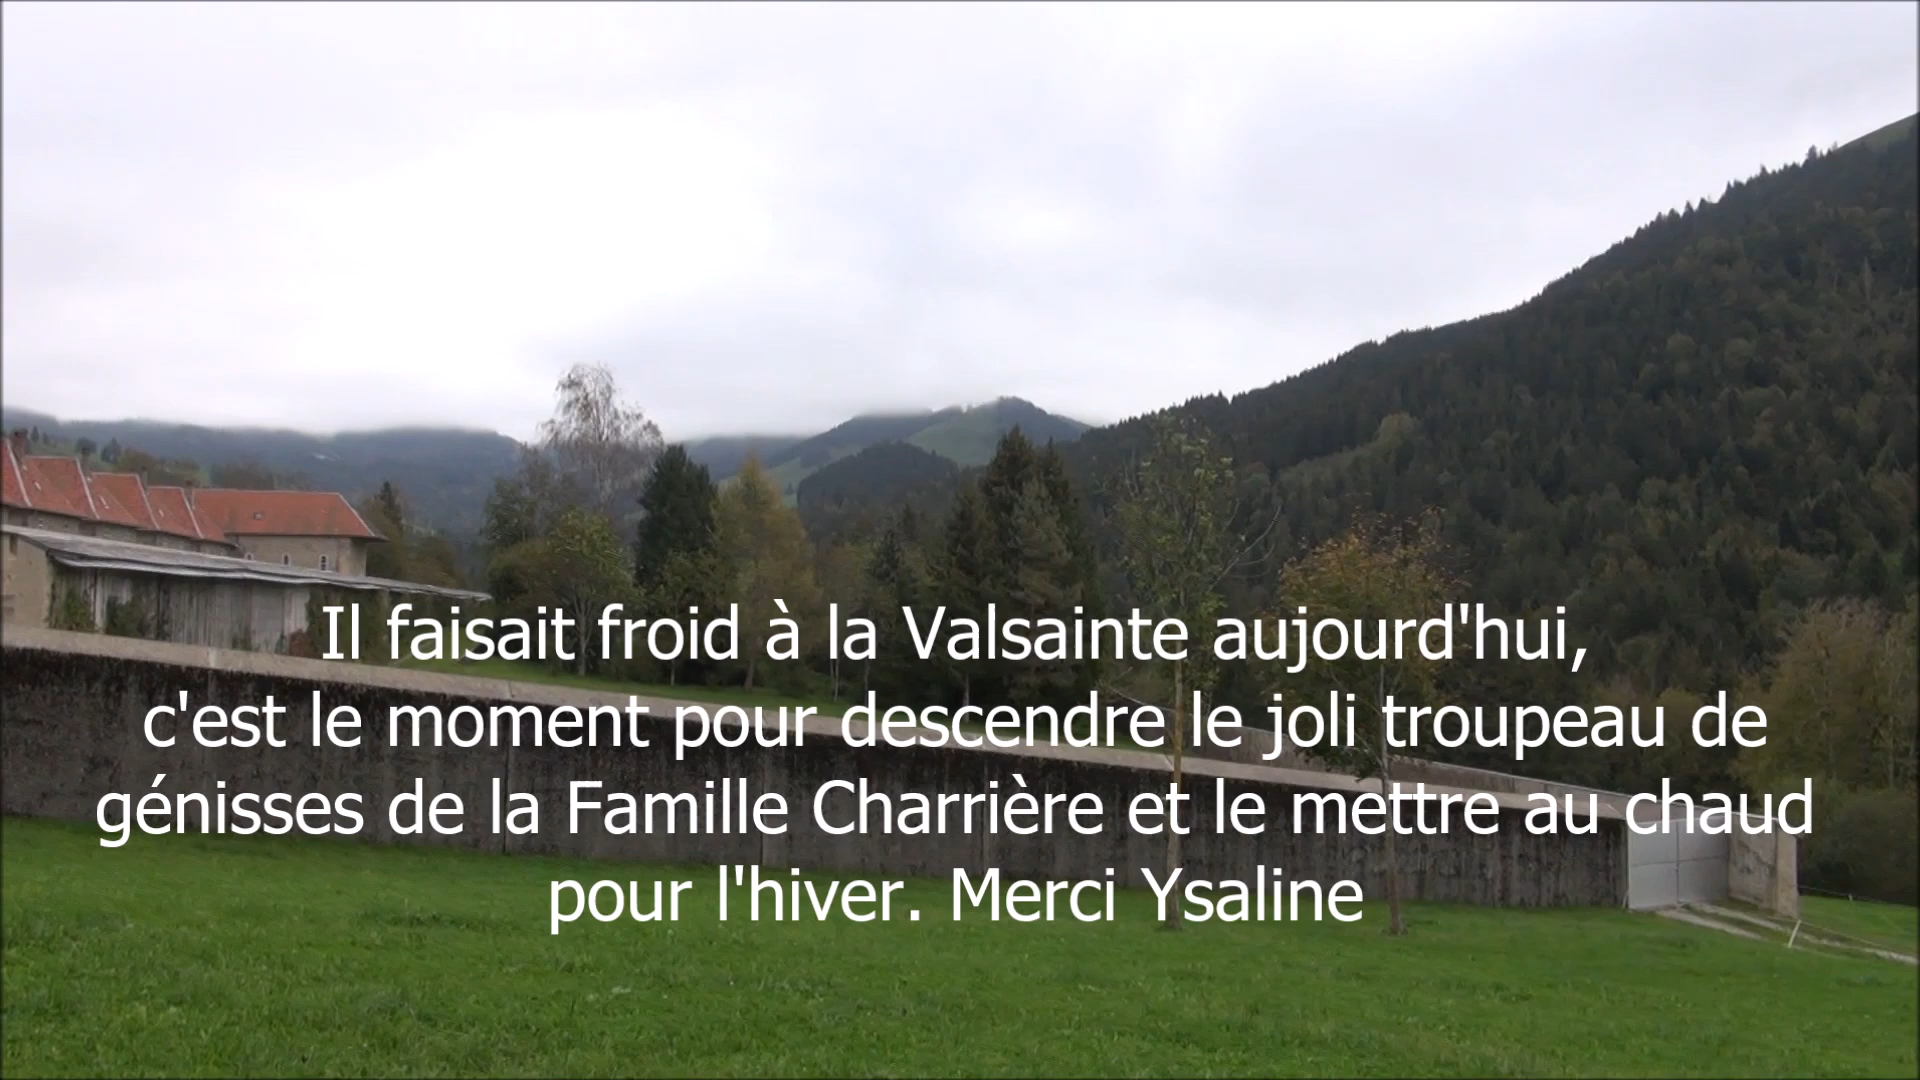 Il faisait froid à la Valsainte aujourd'hui,
c'est le moment pour descendre le joli troupeau de
génisses de la Famille Charrière et le mettre au chaud
pour l'hiver. Merci Ysaline